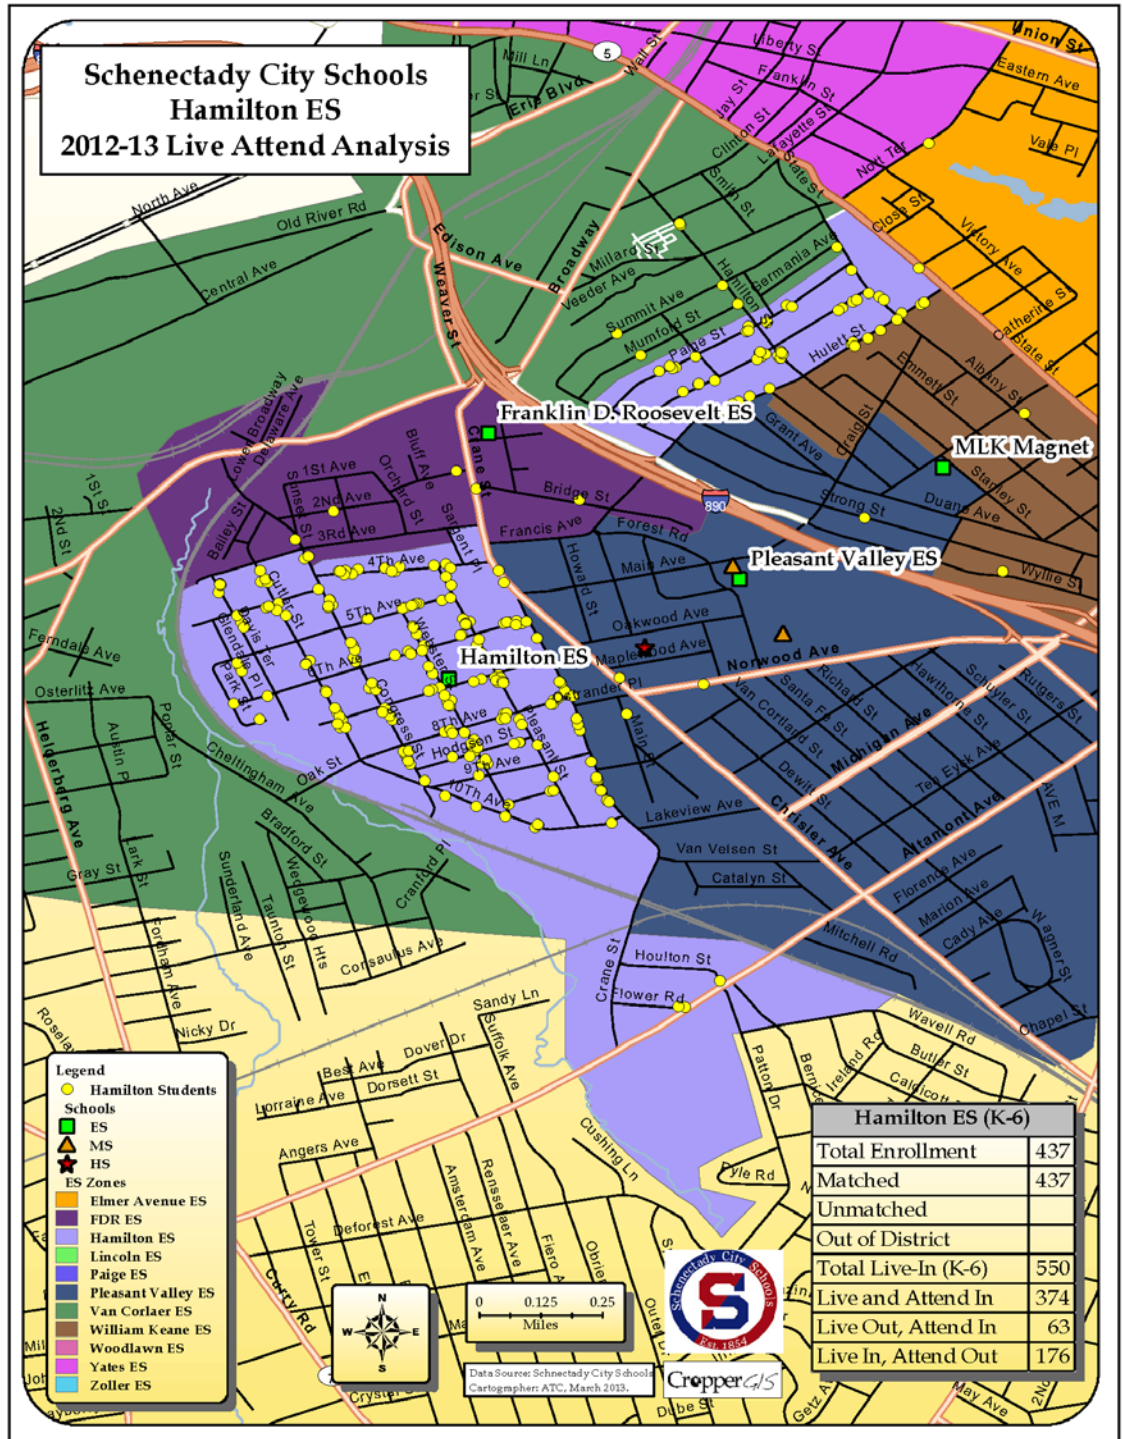 Schenectady City Schools
Hamilton ES
2012-13 Live Attend Analysis
5
Wall St
Mill Ln
Erie Blvd
Liberty St
Franklin St
Jay St
Clinton St
Lafayette St
State St
Nott Ter
Union St
Eastern Ave
Vale Pl
Close St
Victory Ave
Catherine S
State St
North Ave
Old River Rd
Central Ave
Edison Ave
Broadway
Weaver St
Smith St
Millard St
Veeder Ave
Hamilton St
Germania Ave
Summit Ave
Mumford St
Paige St
Hulett St
Emmett St
Albany St
Craig St
Grant Ave
Franklin D. Roosevelt ES
MLK Magnet
Stanley St
Duane Ave
Strong St
890
Wyllie S
Lower Broadway
Delaware Ave
1St Ave
2Nd Ave
3Rd Ave
Sunset St
Bailey St
Bluff Ave
Orchard St
Crane St
Bridge St
Francis Ave
Forest Rd
Sargent Pl
1St St
2Nd St
4Th Ave
5Th Ave
6Th Ave
Cutler St
Davis Ter
Glendale Pl
Park St
Webster
Howard St
Main Ave
Pleasant Valley ES
Oakwood Ave
Maplewood Ave
Norwood Ave
Hamilton ES
Ostrander Pl
Congress St
8Th Ave
Hodgson St
9Th Ave
10Th Ave
Pleasant St
Main
Ferndale Ave
Osterlitz Ave
Austin Pl
Poplar St
Helderberg Ave
Cheltingham Ave
Oak St
Van Cortland St
Santa Fe St
Richard St
Hawthorne St
Schuyler St
Rutgers St
Michigan Ave
Dewitt St
Ten Eyck Ave
Ave M
Chrisler Ave
Altamont Ave
Lakeview Ave
Van Velsen St
Catalyn St
Florence Ave
Marion Ave
Cady Ave
Wagner St
Mitchell Rd
Chapel St
Bradford St
Wedgewood Hts
Sunderland Ave
Taunton St
Cranford Pl
Consaulus Ave
Gray St
Lark St
Fordham Ave
Nicky Dr
Crane St
Houlton St
Flower Rd
Sandy Ln
Suffolk Ave
Dover Dr
Best Ave
Dorsett St
Lorraine Ave
Angers Ave
Cushing Ln
Patton Dr
Bernice
Ireland Rd
Wavell Rd
Butler St
Caldicott
Pyle Rd
Amsterdam Ave
Rensselaer Ave
Deforest Ave
Tower St
Fiero A
Obrien
Curry Rd
Crystal
Dube St
Getz A
May Ave
Legend
Hamilton Students
Schools
ES
MS
HS
ES Zones
Elmer Avenue ES
FDR ES
Hamilton ES
Lincoln ES
Paige ES
Pleasant Valley ES
Van Corlaer ES
William Keane ES
Woodlawn ES
Yates ES
Zoller ES
N
W E
S
0 0.125 0.25
Miles
Data Source: Schnectady City Schools
Cartographer: ATC, March 2013.
Schenectady City Schools
S
Est. 1854
Cropper GIS
Hamilton ES (K-6)
Total Enrollment 437
Matched 437
Unmatched
Out of District
Total Live-In (K-6) 550
Live and Attend In 374
Live Out, Attend In 63
Live In, Attend Out 176